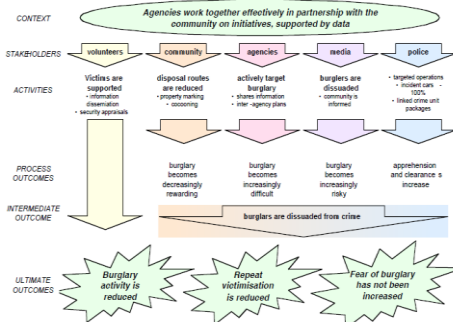 CONTEXT
Agencies work together effectively in partnership with the
community on initiatives, supported by data
STAKEHOLDERS
volunteers
community
agencies
media
police
ACTIVITIES
Victims are
supported
• information
dissemiation
• security appraisals
disposal routes
are reduced
• property marking
• cocooning
actively target
burglary
• shares information
• inter -agency plans
burglers are
dissuaded
• community is
informed
• targeted operations
• incident cars -
100%
• linked crime unit
packages
PROCESS
OUTCOMES
burglary
becomes
decreasingly
rewarding
burglary
becomes
increasingly
difficult
burglary
becomes
increasingly
risky
apprehension
and clearance s
increase
INTERMEDIATE
OUTCOME
burglars are dissuaded from crime
ULTIMATE
OUTCOMES
Burglary
activity is
reduced
Repeat
victimisation
is reduced
Fear of burglary
has not been
increased